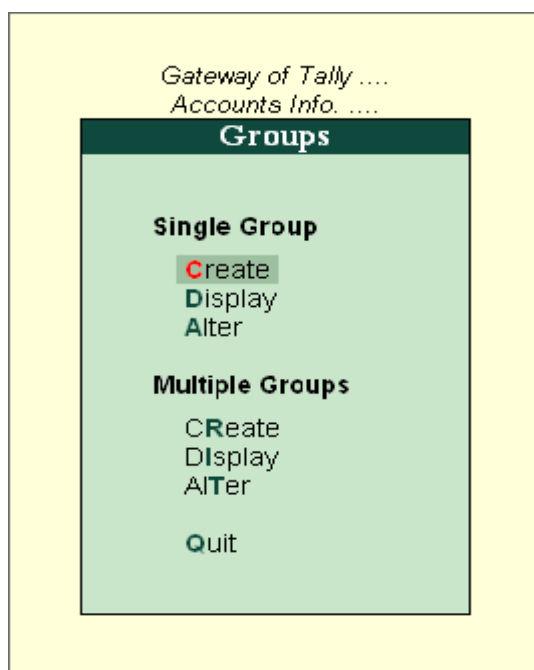 Gateway of Tally ....
Accounts Info. ....
Groups
Single Group
Create
Display
Alter
Multiple Groups
CReate
DIsplay
AlTer
Quit